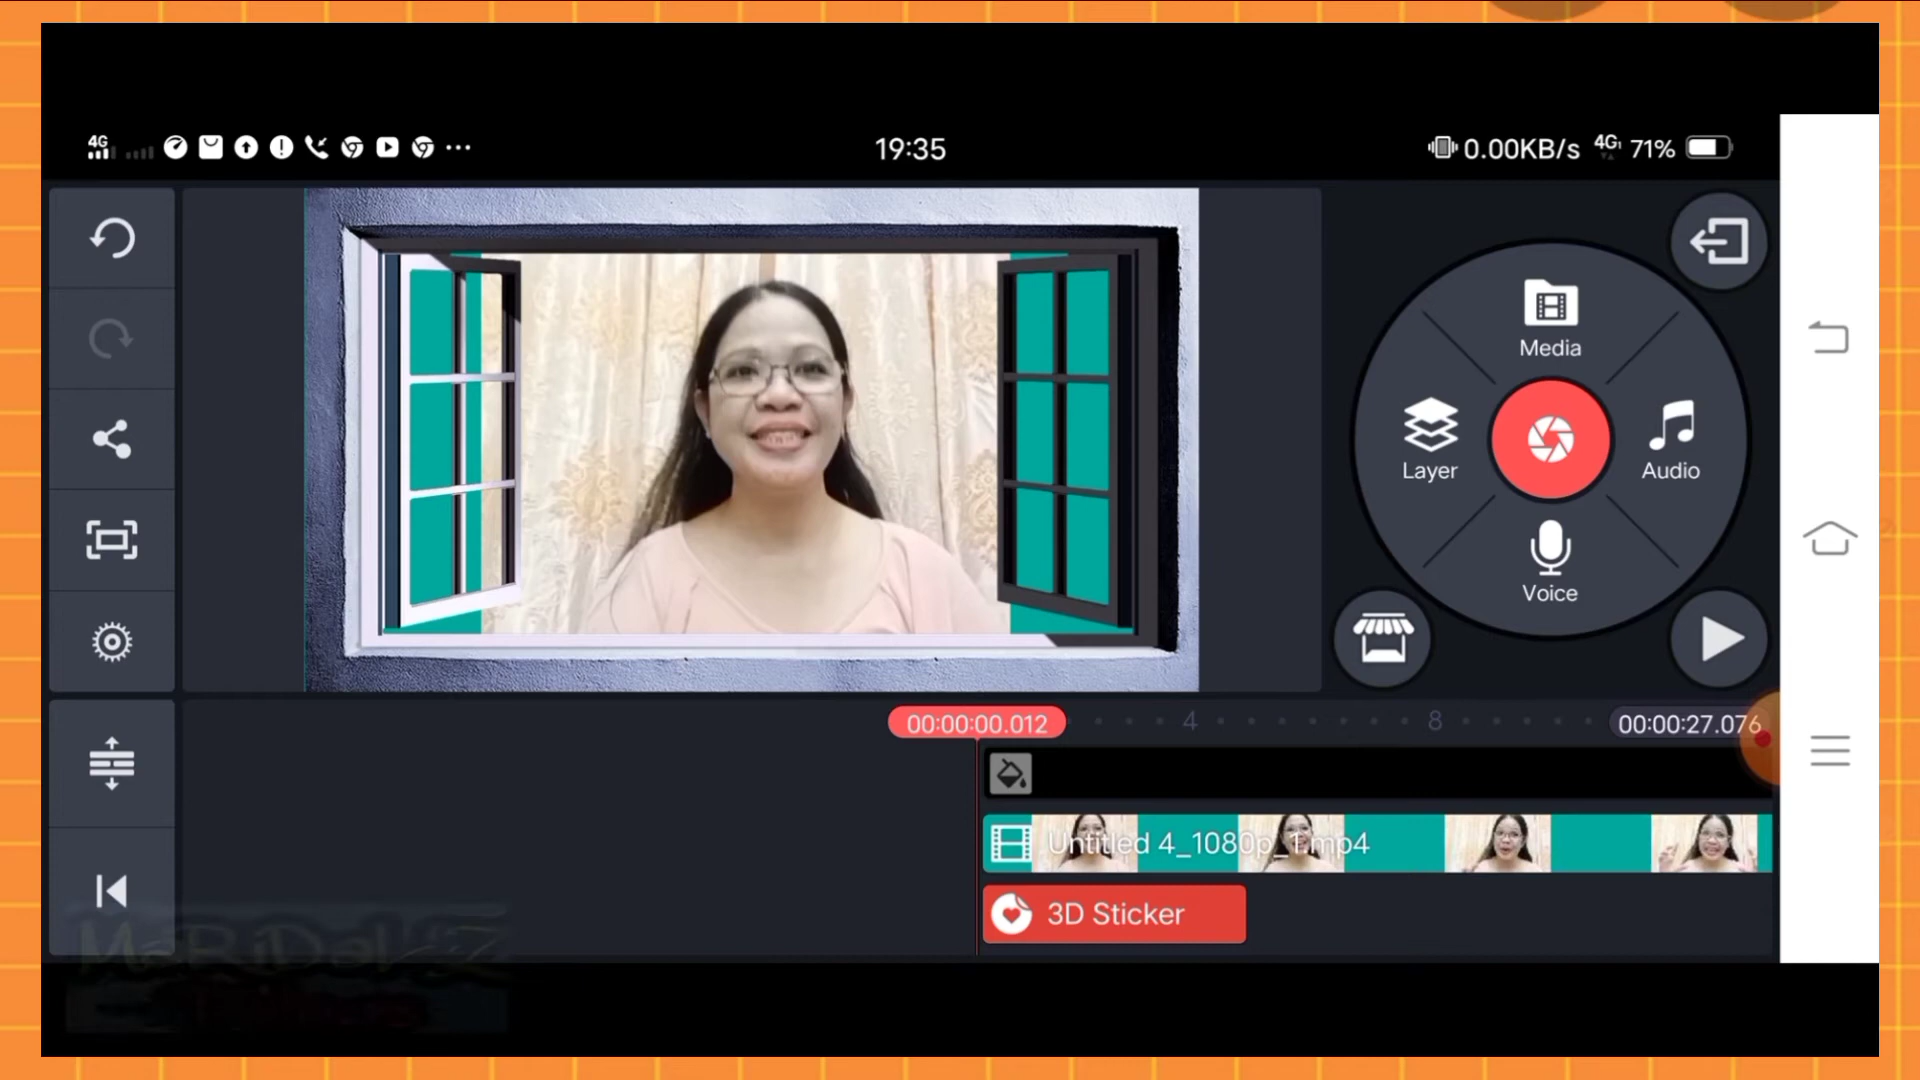 4G 19:35 0.00KB/s 4G 71%
Media
Layer
Audio
Voice
00:00:00.012 4 8 00:00:27.076
Untitled 4_1080p_1.mp4
3D Sticker